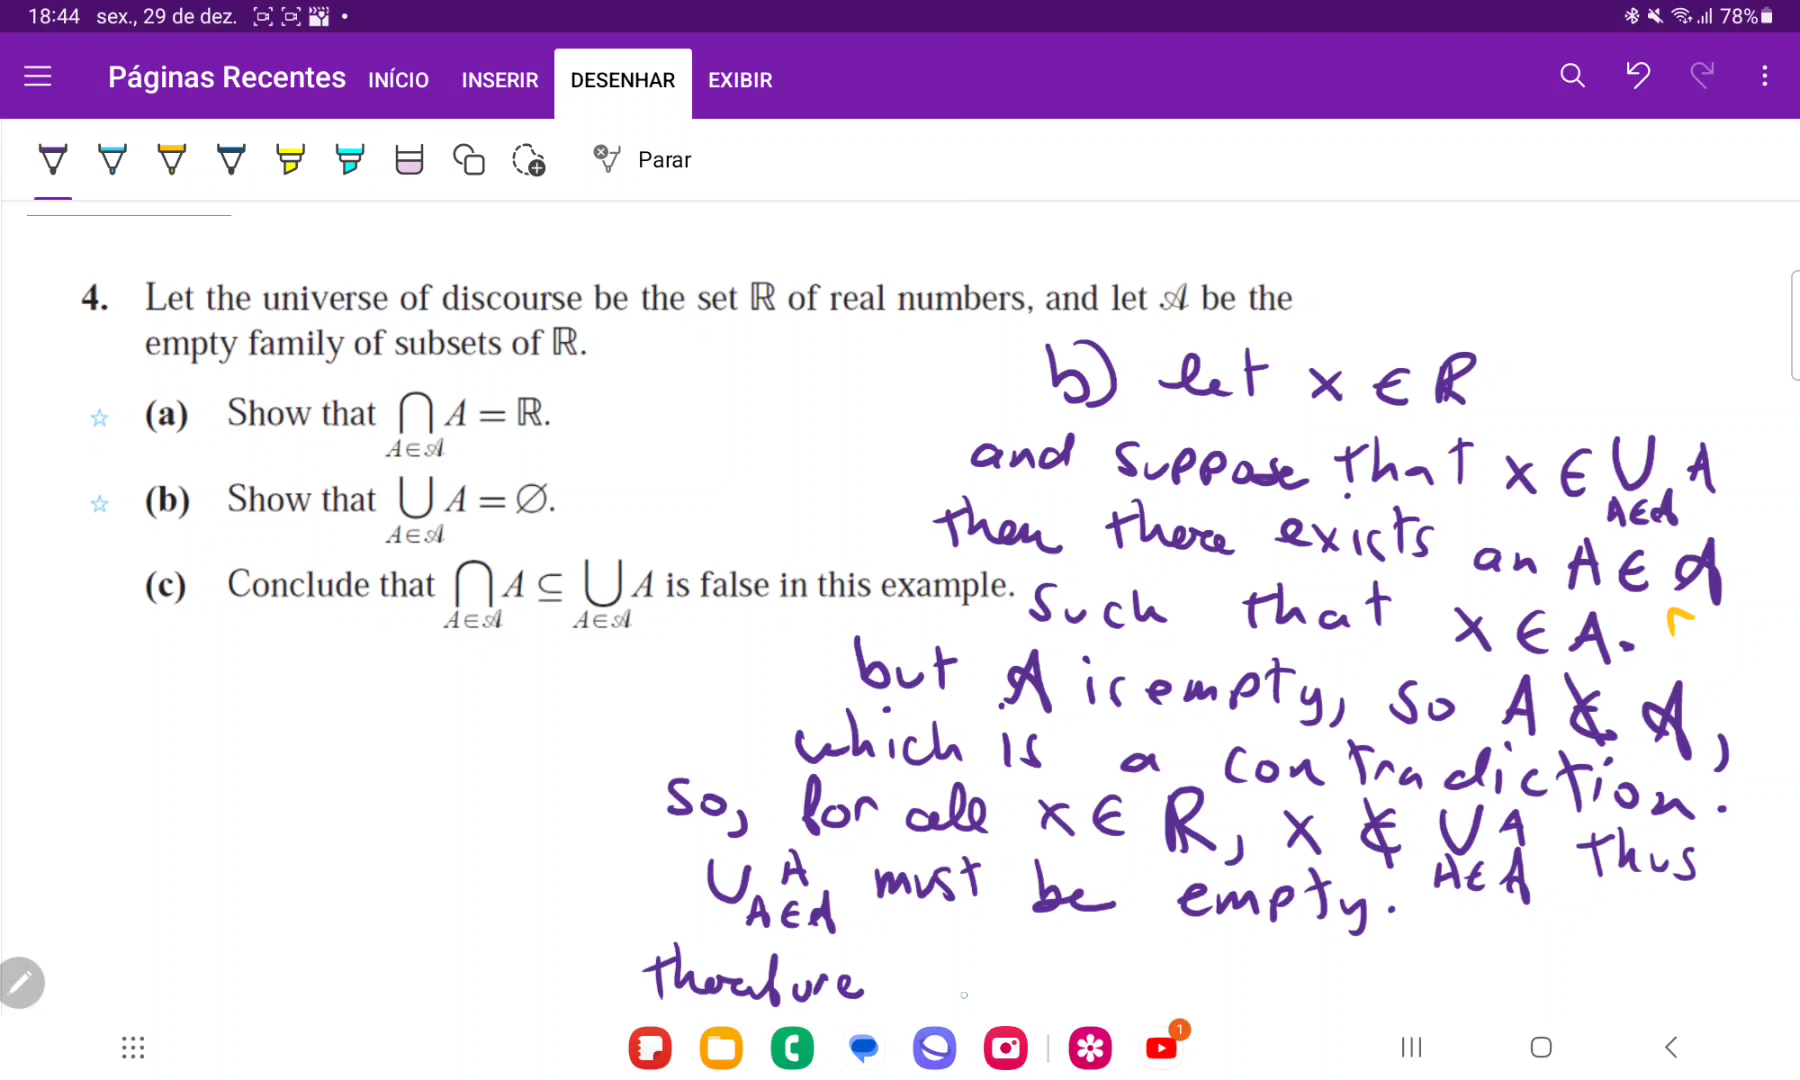 18:44 sex., 29 de dez. 78%
Páginas Recentes INÍCIO INSERIR DESENHAR EXIBIR
Parar
4. Let the universe of discourse be the set ℝ of real numbers, and let 𝒜 be the
empty family of subsets of ℝ.
(a) Show that ⋂ A = ℝ.
A∈𝒜
(b) Show that ⋃ A = ∅.
A∈𝒜
(c) Conclude that ⋂ A ⊆ ⋃ A is false in this example.
A∈𝒜 A∈𝒜
b) let x ∈ ℝ
and suppose that x ∈ ⋃ A
A∈𝒜
then there exists an A ∈ 𝒜
such that x ∈ A.
but 𝒜 is empty, so A ∉ 𝒜,
which is a contradiction.
so, for all x ∈ ℝ, x ∉ ⋃ A thus
A∈𝒜
⋃ A must be empty.
A∈𝒜
therefore
1